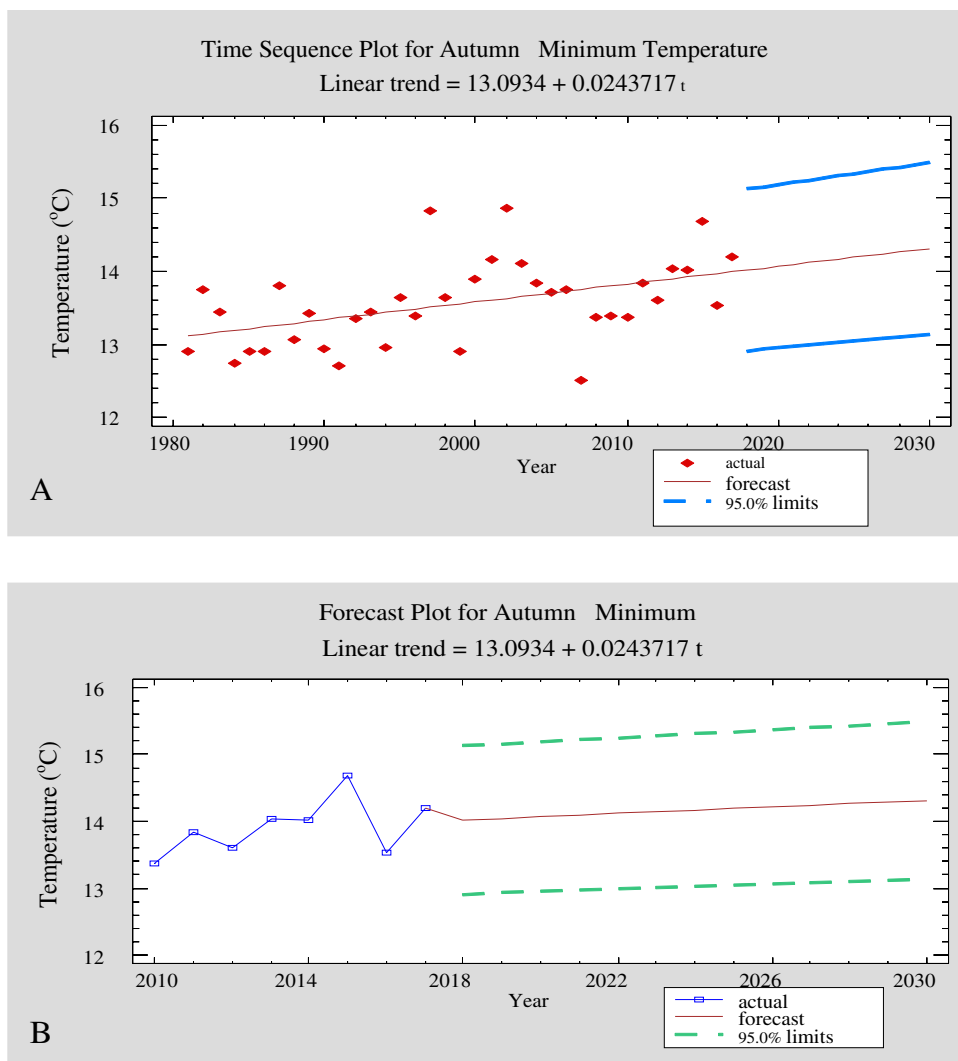 Time Sequence Plot for Autumn Minimum Temperature
Linear trend = 13.0934 + 0.0243717 t
Temperature (°C)
16
15
14
13
12
1980 1990 2000 2010 2020 2030
Year
actual
forecast
95.0% limits
A
Forecast Plot for Autumn Minimum
Linear trend = 13.0934 + 0.0243717 t
Temperature (°C)
16
15
14
13
12
2010 2014 2018 2022 2026 2030
Year
actual
forecast
95.0% limits
B